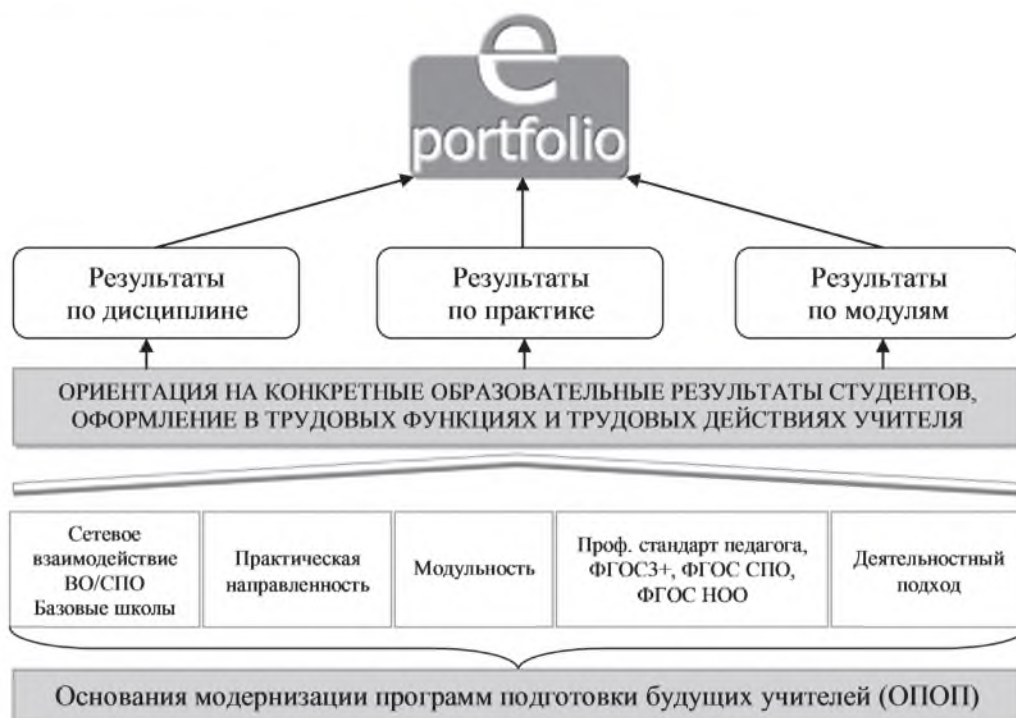 e
portfolio
Результаты
по дисциплине
Результаты
по практике
Результаты
по модулям
ОРИЕНТАЦИЯ НА КОНКРЕТНЫЕ ОБРАЗОВАТЕЛЬНЫЕ РЕЗУЛЬТАТЫ СТУДЕНТОВ,
ОФОРМЛЕНИЕ В ТРУДОВЫХ ФУНКЦИЯХ И ТРУДОВЫХ ДЕЙСТВИЯХ УЧИТЕЛЯ
Сетевое
взаимодействие
ВО/СПО
Базовые школы
Практическая
направленность
Модульность
Проф. стандарт педагога,
ФГОС3+, ФГОС СПО,
ФГОС НОО
Деятельностный
подход
Основания модернизации программ подготовки будущих учителей (ОПОП)